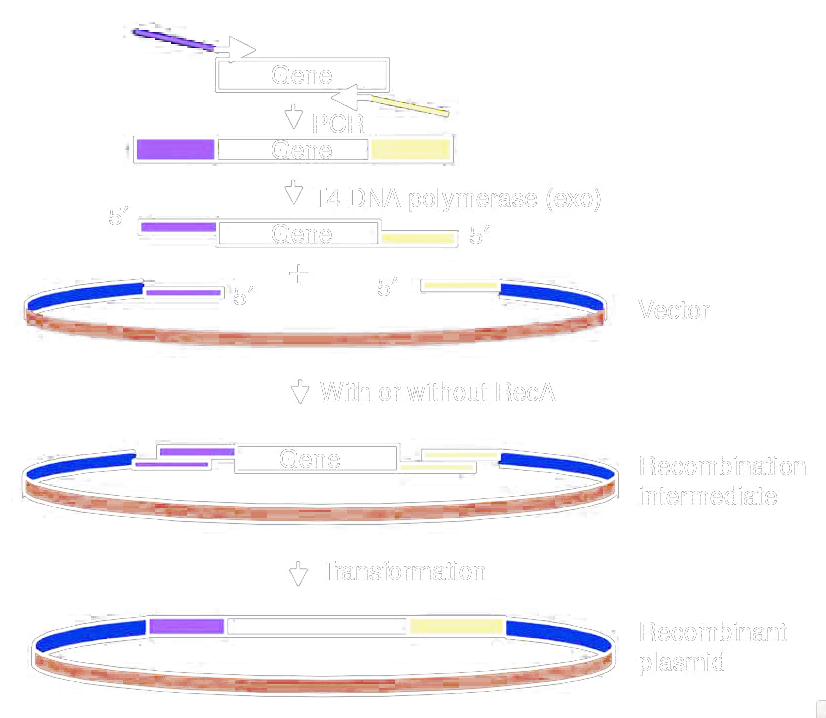 Gene
PCR
Gene
T4 DNA polymerase (exo)
5′
Gene
5′
+
5′
5′
Vector
With or without RecA
Gene
Recombination
intermediate
Transformation
Recombinant
plasmid